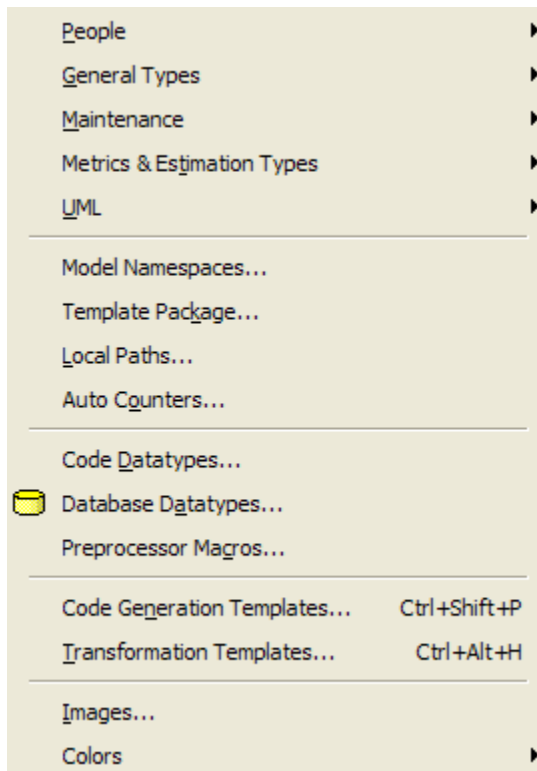 People
General Types
Maintenance
Metrics & Estimation Types
UML
Model Namespaces...
Template Package...
Local Paths...
Auto Counters...
Code Datatypes...
Database Datatypes...
Preprocessor Macros...
Code Generation Templates... Ctrl+Shift+P
Transformation Templates... Ctrl+Alt+H
Images...
Colors